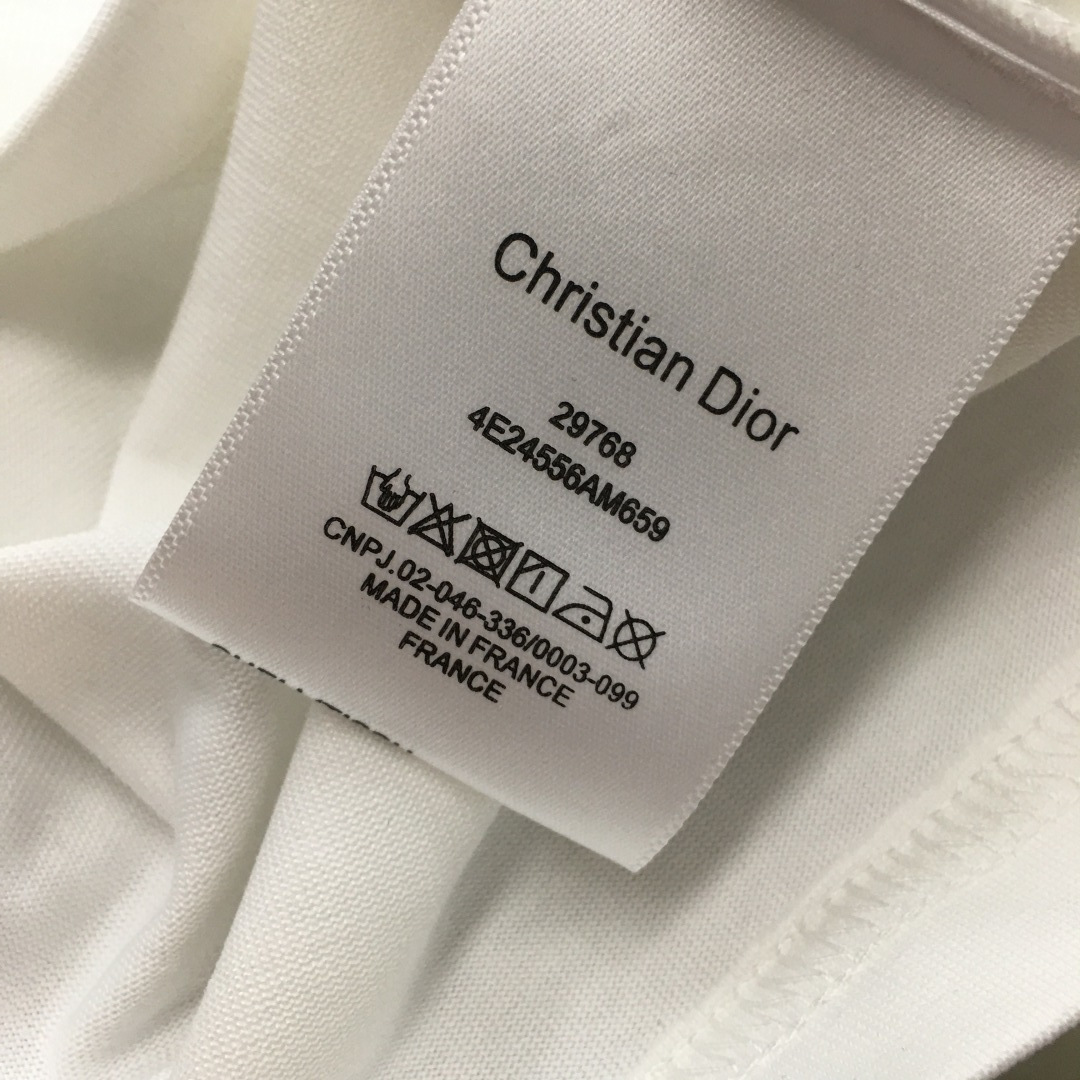 Christian Dior
29768
4E24556AM659
CNPJ.02-046-336/0003-099
MADE IN FRANCE
FRANCE